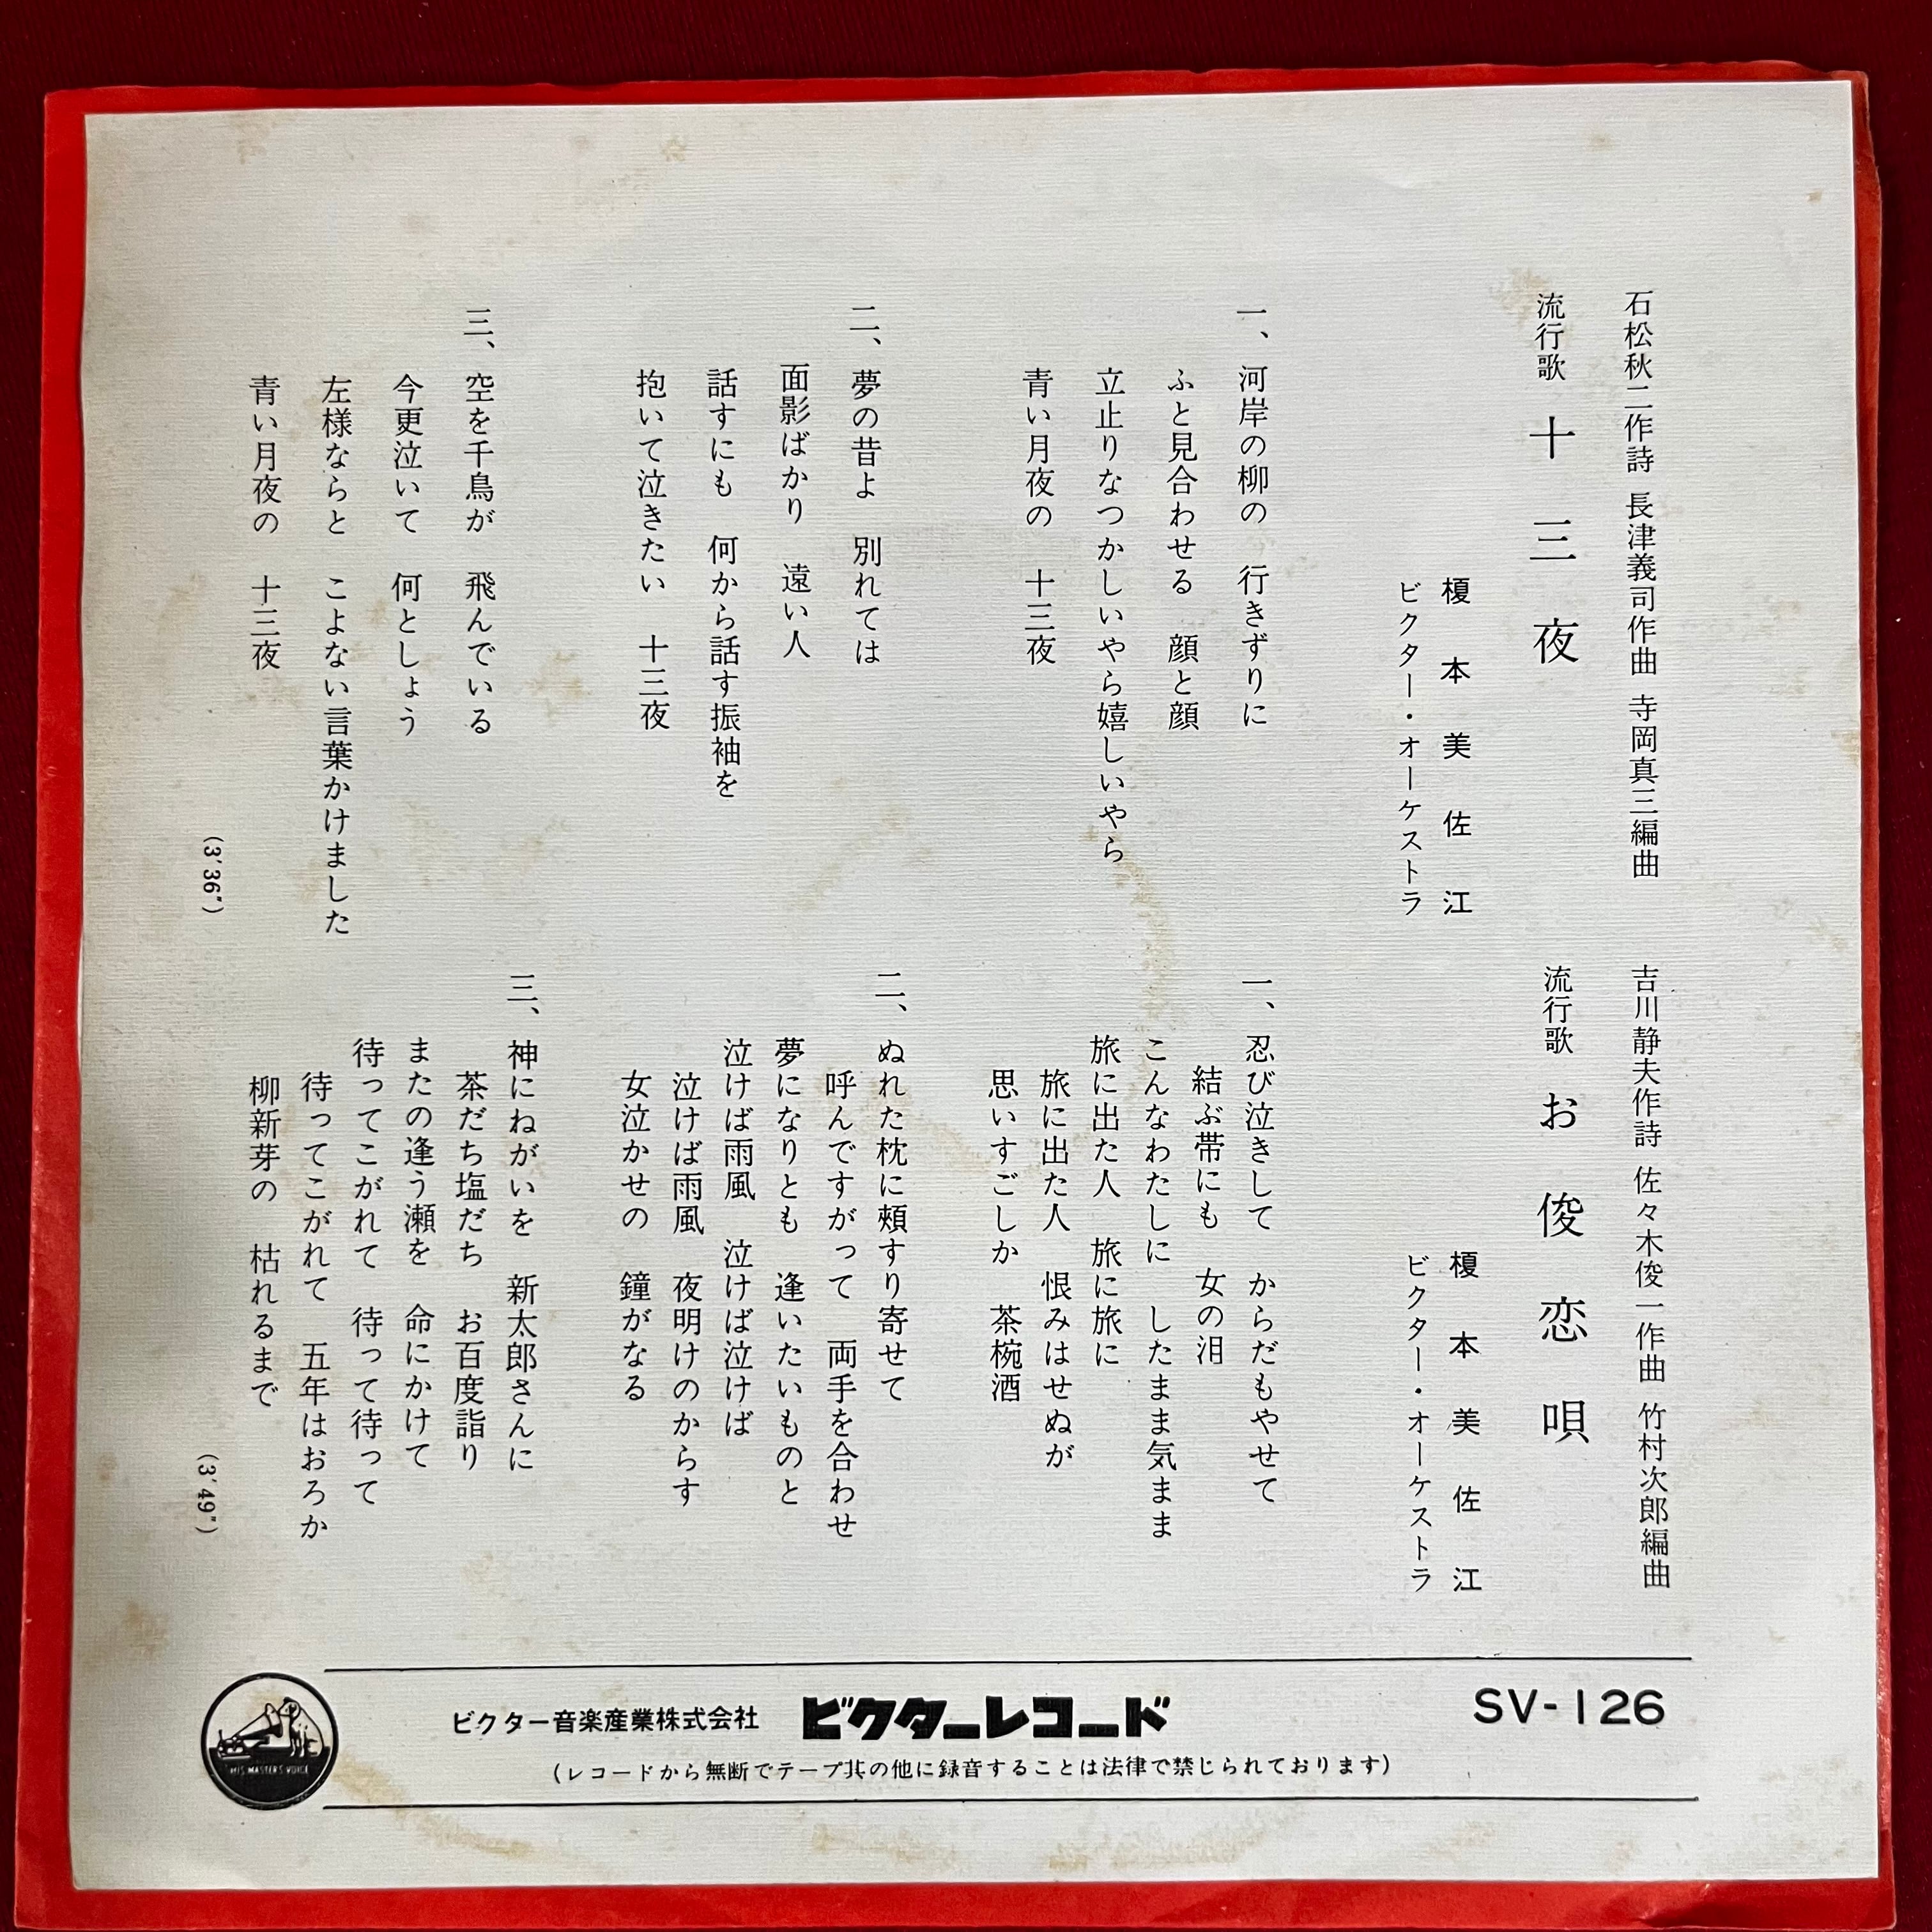 石松秋二作詩 長津義司作曲 寺岡真三編曲
流行歌 十三夜
榎本美佐江
ビクター・オーケストラ
一、河岸の柳の 行きずりに
ふと見合わせる 顔と顔
立止りなつかしいやら嬉しいやら
青い月夜の 十三夜
二、夢の昔よ 別れては
面影ばかり 遠い人
話すにも 何から話す振袖を
抱いて泣きたい 十三夜
三、空を千鳥が 飛んでいる
今更泣いて 何としょう
左様ならと こよない言葉かけました
青い月夜の 十三夜
(3′36″)
吉川静夫作詩 佐々木俊一作曲 竹村次郎編曲
流行歌 お俊恋唄
榎本美佐江
ビクター・オーケストラ
一、忍び泣きして からだもやせて
結ぶ帯にも 女の泪
こんなわたしに したまま気まま
旅に出た人 旅に旅に
旅に出た人 恨みはせぬが
思いすごしか 茶椀酒
二、ぬれた枕に頬すり寄せて
呼んですがって 両手を合わせ
夢になりとも 逢いたいものと
泣けば雨風 泣けば泣けば
泣けば雨風 夜明けのからす
女泣かせの 鐘がなる
三、神にねがいを 新太郎さんに
茶だち塩だち お百度詣り
またの逢う瀬を 命にかけて
待ってこがれて 待って待って
待ってこがれて 五年はおろか
柳新芽の 枯れるまで
(3′49″)
SV-126
ビクター音楽産業株式会社 ビクターレコード
(レコードから無断でテープ其の他に録音することは法律で禁じられております)
"HIS MASTER'S VOICE"